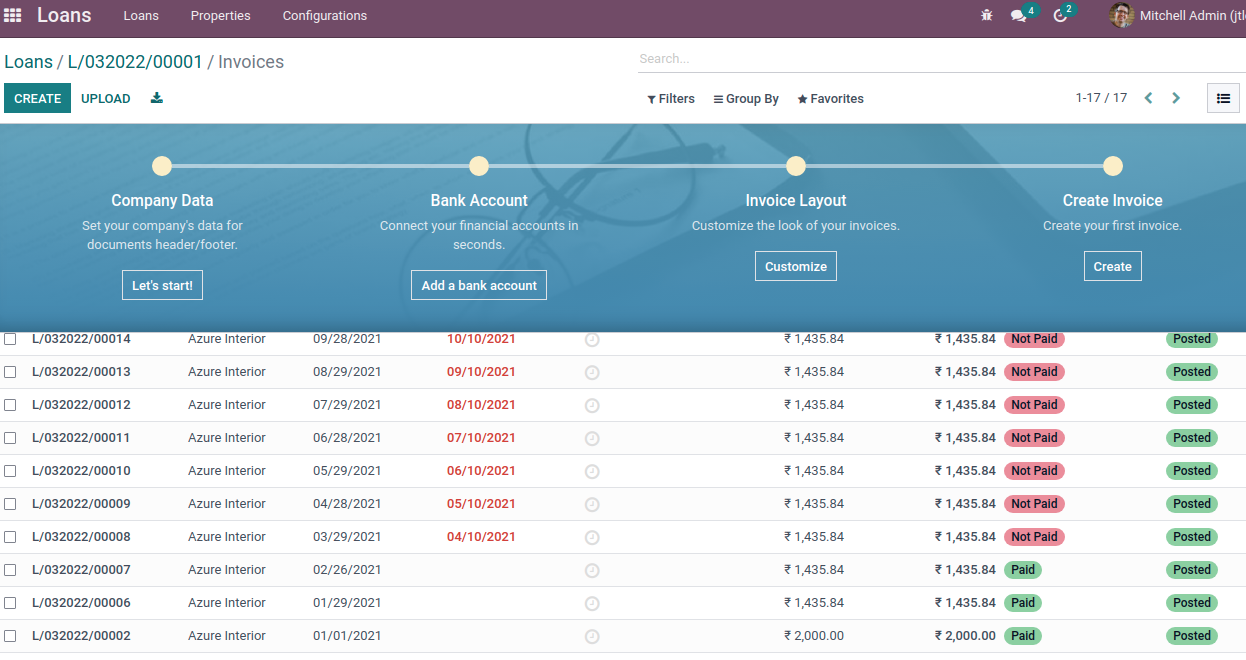 Loans Loans Properties Configurations 4 2 Mitchell Admin (jtl
Loans / L/032022/00001 / Invoices Search...
CREATE UPLOAD Filters Group By Favorites 1-17 / 17
Company Data Bank Account Invoice Layout Create Invoice
Set your company's data for Connect your financial accounts in Customize the look of your invoices. Create your first invoice.
documents header/footer. seconds.
Let's start! Add a bank account Customize Create
L/032022/00014 Azure Interior 09/28/2021 10/10/2021 ₹ 1,435.84 ₹ 1,435.84 Not Paid Posted
L/032022/00013 Azure Interior 08/29/2021 09/10/2021 ₹ 1,435.84 ₹ 1,435.84 Not Paid Posted
L/032022/00012 Azure Interior 07/29/2021 08/10/2021 ₹ 1,435.84 ₹ 1,435.84 Not Paid Posted
L/032022/00011 Azure Interior 06/28/2021 07/10/2021 ₹ 1,435.84 ₹ 1,435.84 Not Paid Posted
L/032022/00010 Azure Interior 05/29/2021 06/10/2021 ₹ 1,435.84 ₹ 1,435.84 Not Paid Posted
L/032022/00009 Azure Interior 04/28/2021 05/10/2021 ₹ 1,435.84 ₹ 1,435.84 Not Paid Posted
L/032022/00008 Azure Interior 03/29/2021 04/10/2021 ₹ 1,435.84 ₹ 1,435.84 Not Paid Posted
L/032022/00007 Azure Interior 02/26/2021 ₹ 1,435.84 ₹ 1,435.84 Paid Posted
L/032022/00006 Azure Interior 01/29/2021 ₹ 1,435.84 ₹ 1,435.84 Paid Posted
L/032022/00002 Azure Interior 01/01/2021 ₹ 2,000.00 ₹ 2,000.00 Paid Posted